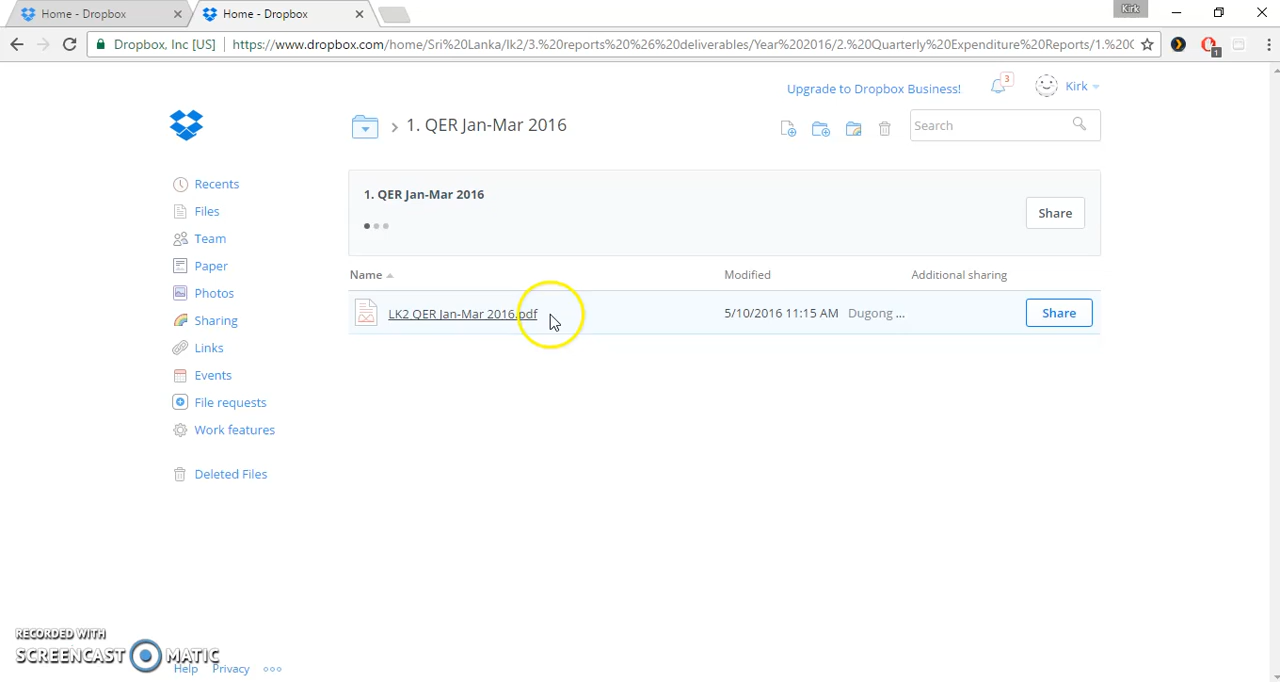 Home - Dropbox
Home - Dropbox
Kirk
Dropbox, Inc [US]
https://www.dropbox.com/home/Sri%20Lanka/lk2/3.%20reports%20%26%20deliverables/Year%202016/2.%20Quarterly%20Expenditure%20Reports/1.%20C
1
Upgrade to Dropbox Business!
3
Kirk
1. QER Jan-Mar 2016
Search
Recents
Files
Team
Paper
Photos
Sharing
Links
Events
File requests
Work features
Deleted Files
1. QER Jan-Mar 2016
Share
Name
Modified
Additional sharing
LK2 QER Jan-Mar 2016.pdf
5/10/2016 11:15 AM
Dugong ...
Share
RECORDED WITH
SCREENCAST MATIC
Help
Privacy